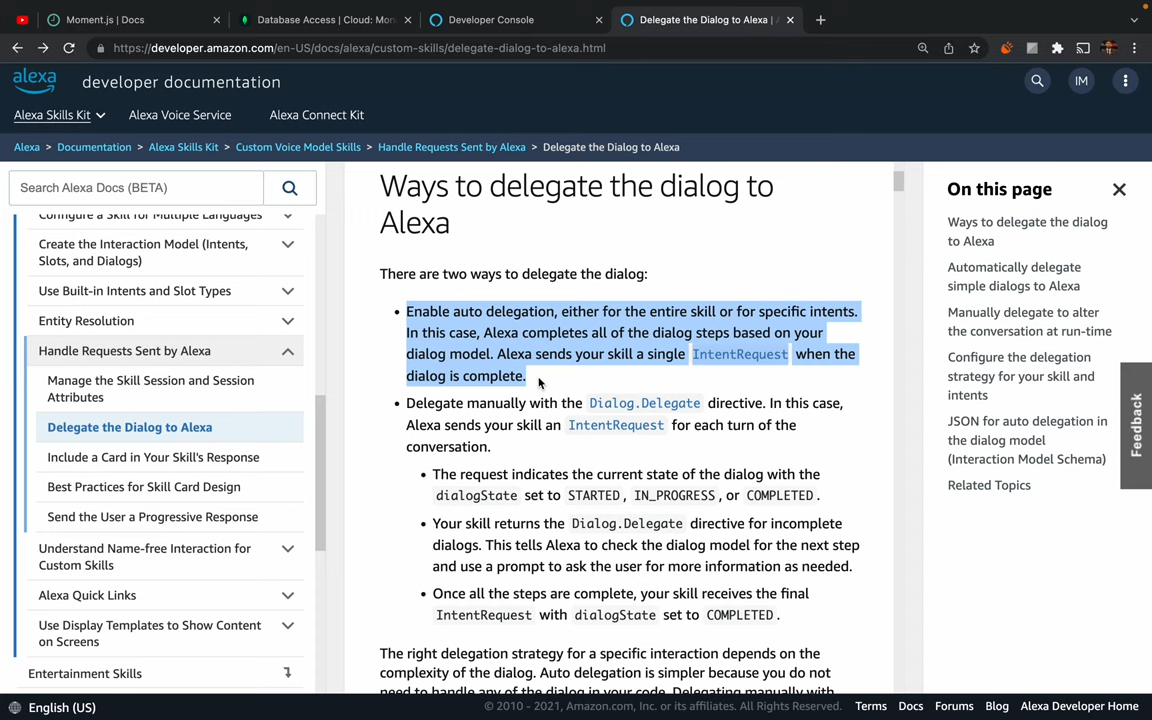 Moment.js | Docs
Database Access | Cloud: Mon
Developer Console
Delegate the Dialog to Alexa | A
https://developer.amazon.com/en-US/docs/alexa/custom-skills/delegate-dialog-to-alexa.html
alexa
developer documentation
IM
Alexa Skills Kit
Alexa Voice Service
Alexa Connect Kit
Alexa > Documentation > Alexa Skills Kit > Custom Voice Model Skills > Handle Requests Sent by Alexa > Delegate the Dialog to Alexa
Search Alexa Docs (BETA)
Configure a Skill for Multiple Languages
Create the Interaction Model (Intents,
Slots, and Dialogs)
Use Built-in Intents and Slot Types
Entity Resolution
Handle Requests Sent by Alexa
Manage the Skill Session and Session
Attributes
Delegate the Dialog to Alexa
Include a Card in Your Skill's Response
Best Practices for Skill Card Design
Send the User a Progressive Response
Understand Name-free Interaction for
Custom Skills
Alexa Quick Links
Use Display Templates to Show Content
on Screens
Entertainment Skills
Ways to delegate the dialog to
Alexa
There are two ways to delegate the dialog:
• Enable auto delegation, either for the entire skill or for specific intents.
In this case, Alexa completes all of the dialog steps based on your
dialog model. Alexa sends your skill a single IntentRequest when the
dialog is complete.
• Delegate manually with the Dialog.Delegate directive. In this case,
Alexa sends your skill an IntentRequest for each turn of the
conversation.
• The request indicates the current state of the dialog with the
dialogState set to STARTED, IN_PROGRESS, or COMPLETED.
• Your skill returns the Dialog.Delegate directive for incomplete
dialogs. This tells Alexa to check the dialog model for the next step
and use a prompt to ask the user for more information as needed.
• Once all the steps are complete, your skill receives the final
IntentRequest with dialogState set to COMPLETED.
The right delegation strategy for a specific interaction depends on the
complexity of the dialog. Auto delegation is simpler because you do not
need to handle any of the dialog in your code. Delegating manually with
On this page
Ways to delegate the dialog
to Alexa
Automatically delegate
simple dialogs to Alexa
Manually delegate to alter
the conversation at run-time
Configure the delegation
strategy for your skill and
intents
JSON for auto delegation in
the dialog model
(Interaction Model Schema)
Related Topics
Feedback
English (US)
© 2010 - 2021, Amazon.com, Inc. or its affiliates. All Rights Reserved.
Terms
Docs
Forums
Blog
Alexa Developer Home